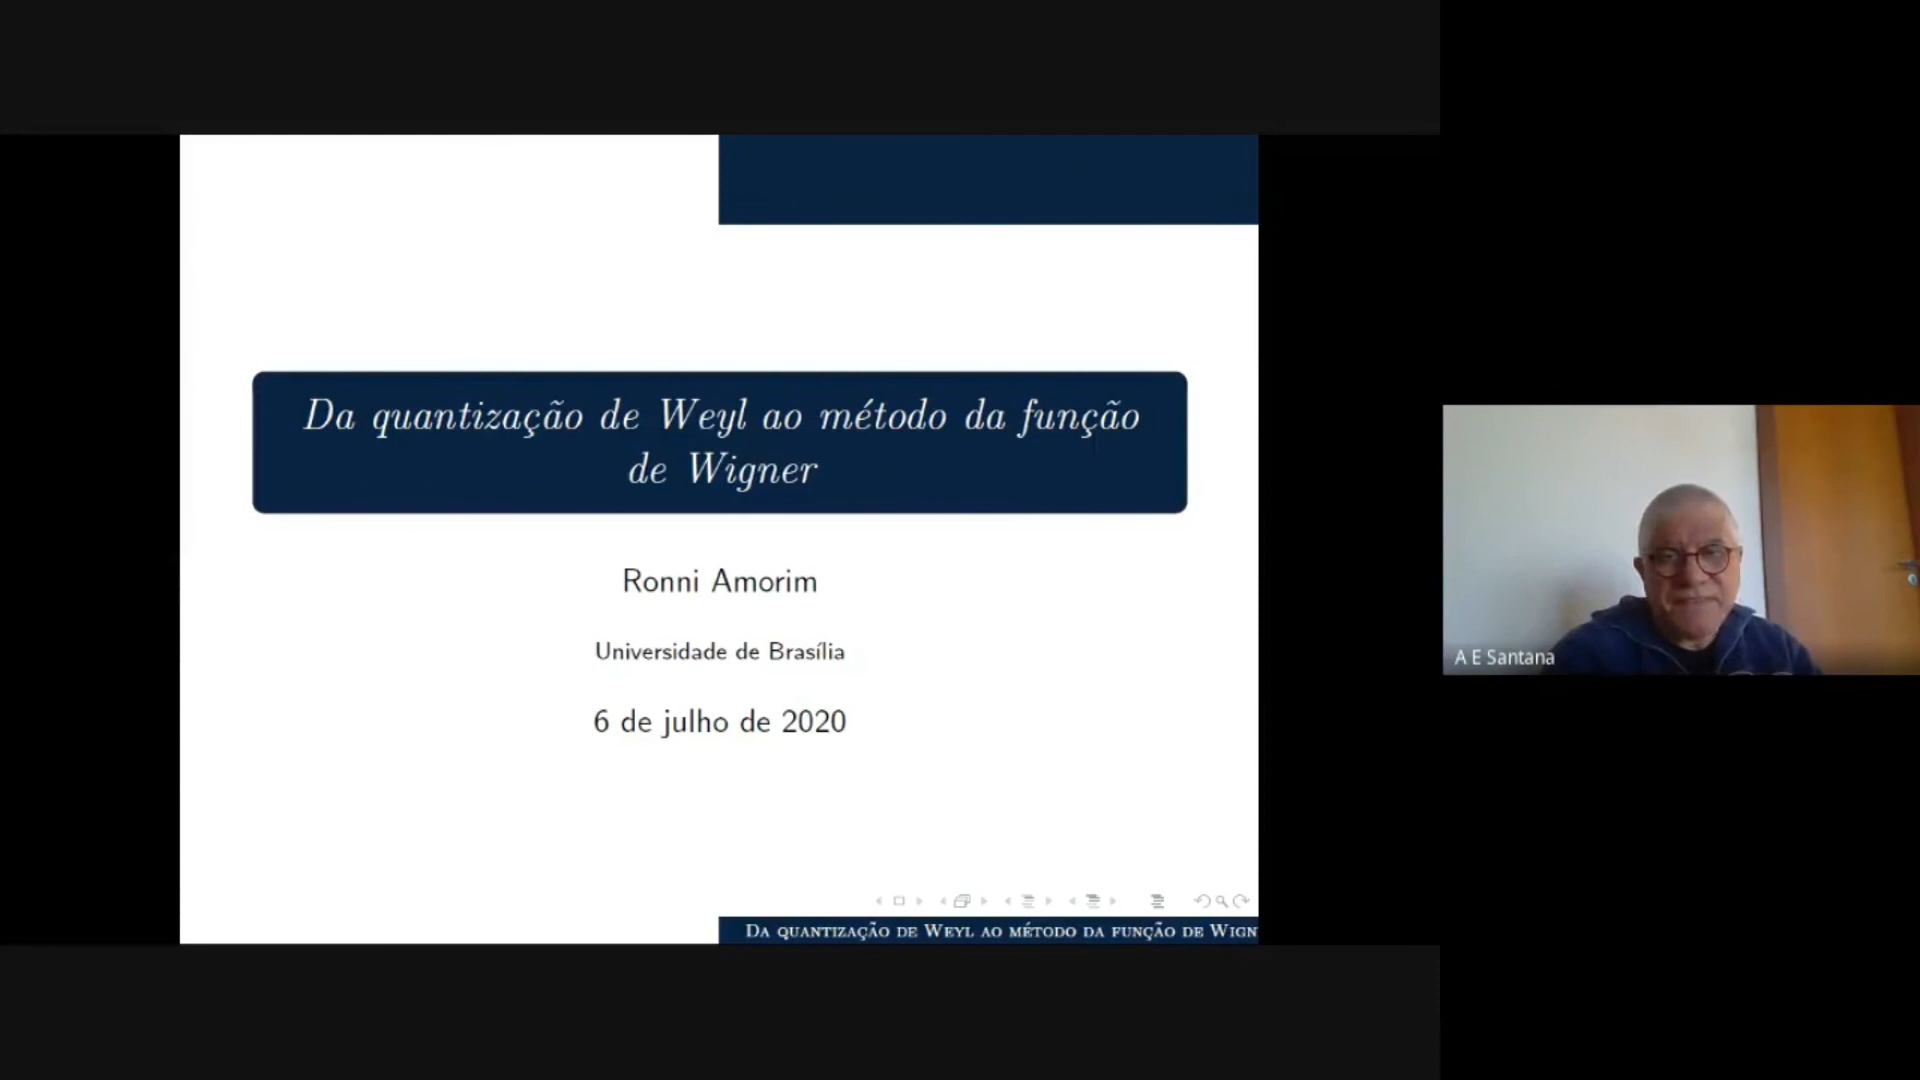 Da quantização de Weyl ao método da função
de Wigner
Ronni Amorim
Universidade de Brasília
6 de julho de 2020
DA QUANTIZAÇÃO DE WEYL AO MÉTODO DA FUNÇÃO DE WIGN
A E Santana